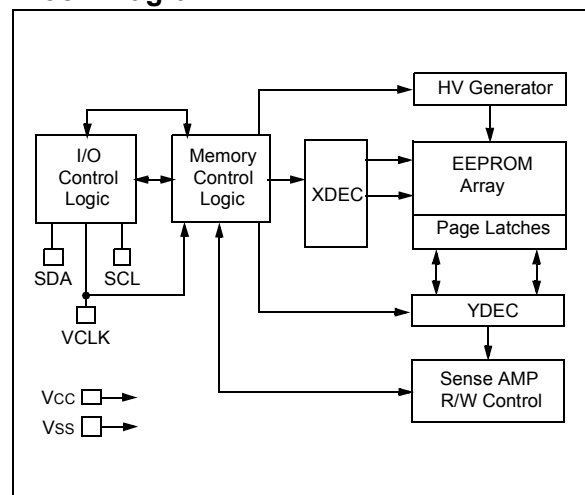 HV Generator
I/O
Control
Logic
Memory
Control
Logic
XDEC
EEPROM
Array
Page Latches
SDA
SCL
VCLK
YDEC
Sense AMP
R/W Control
VCC
VSS